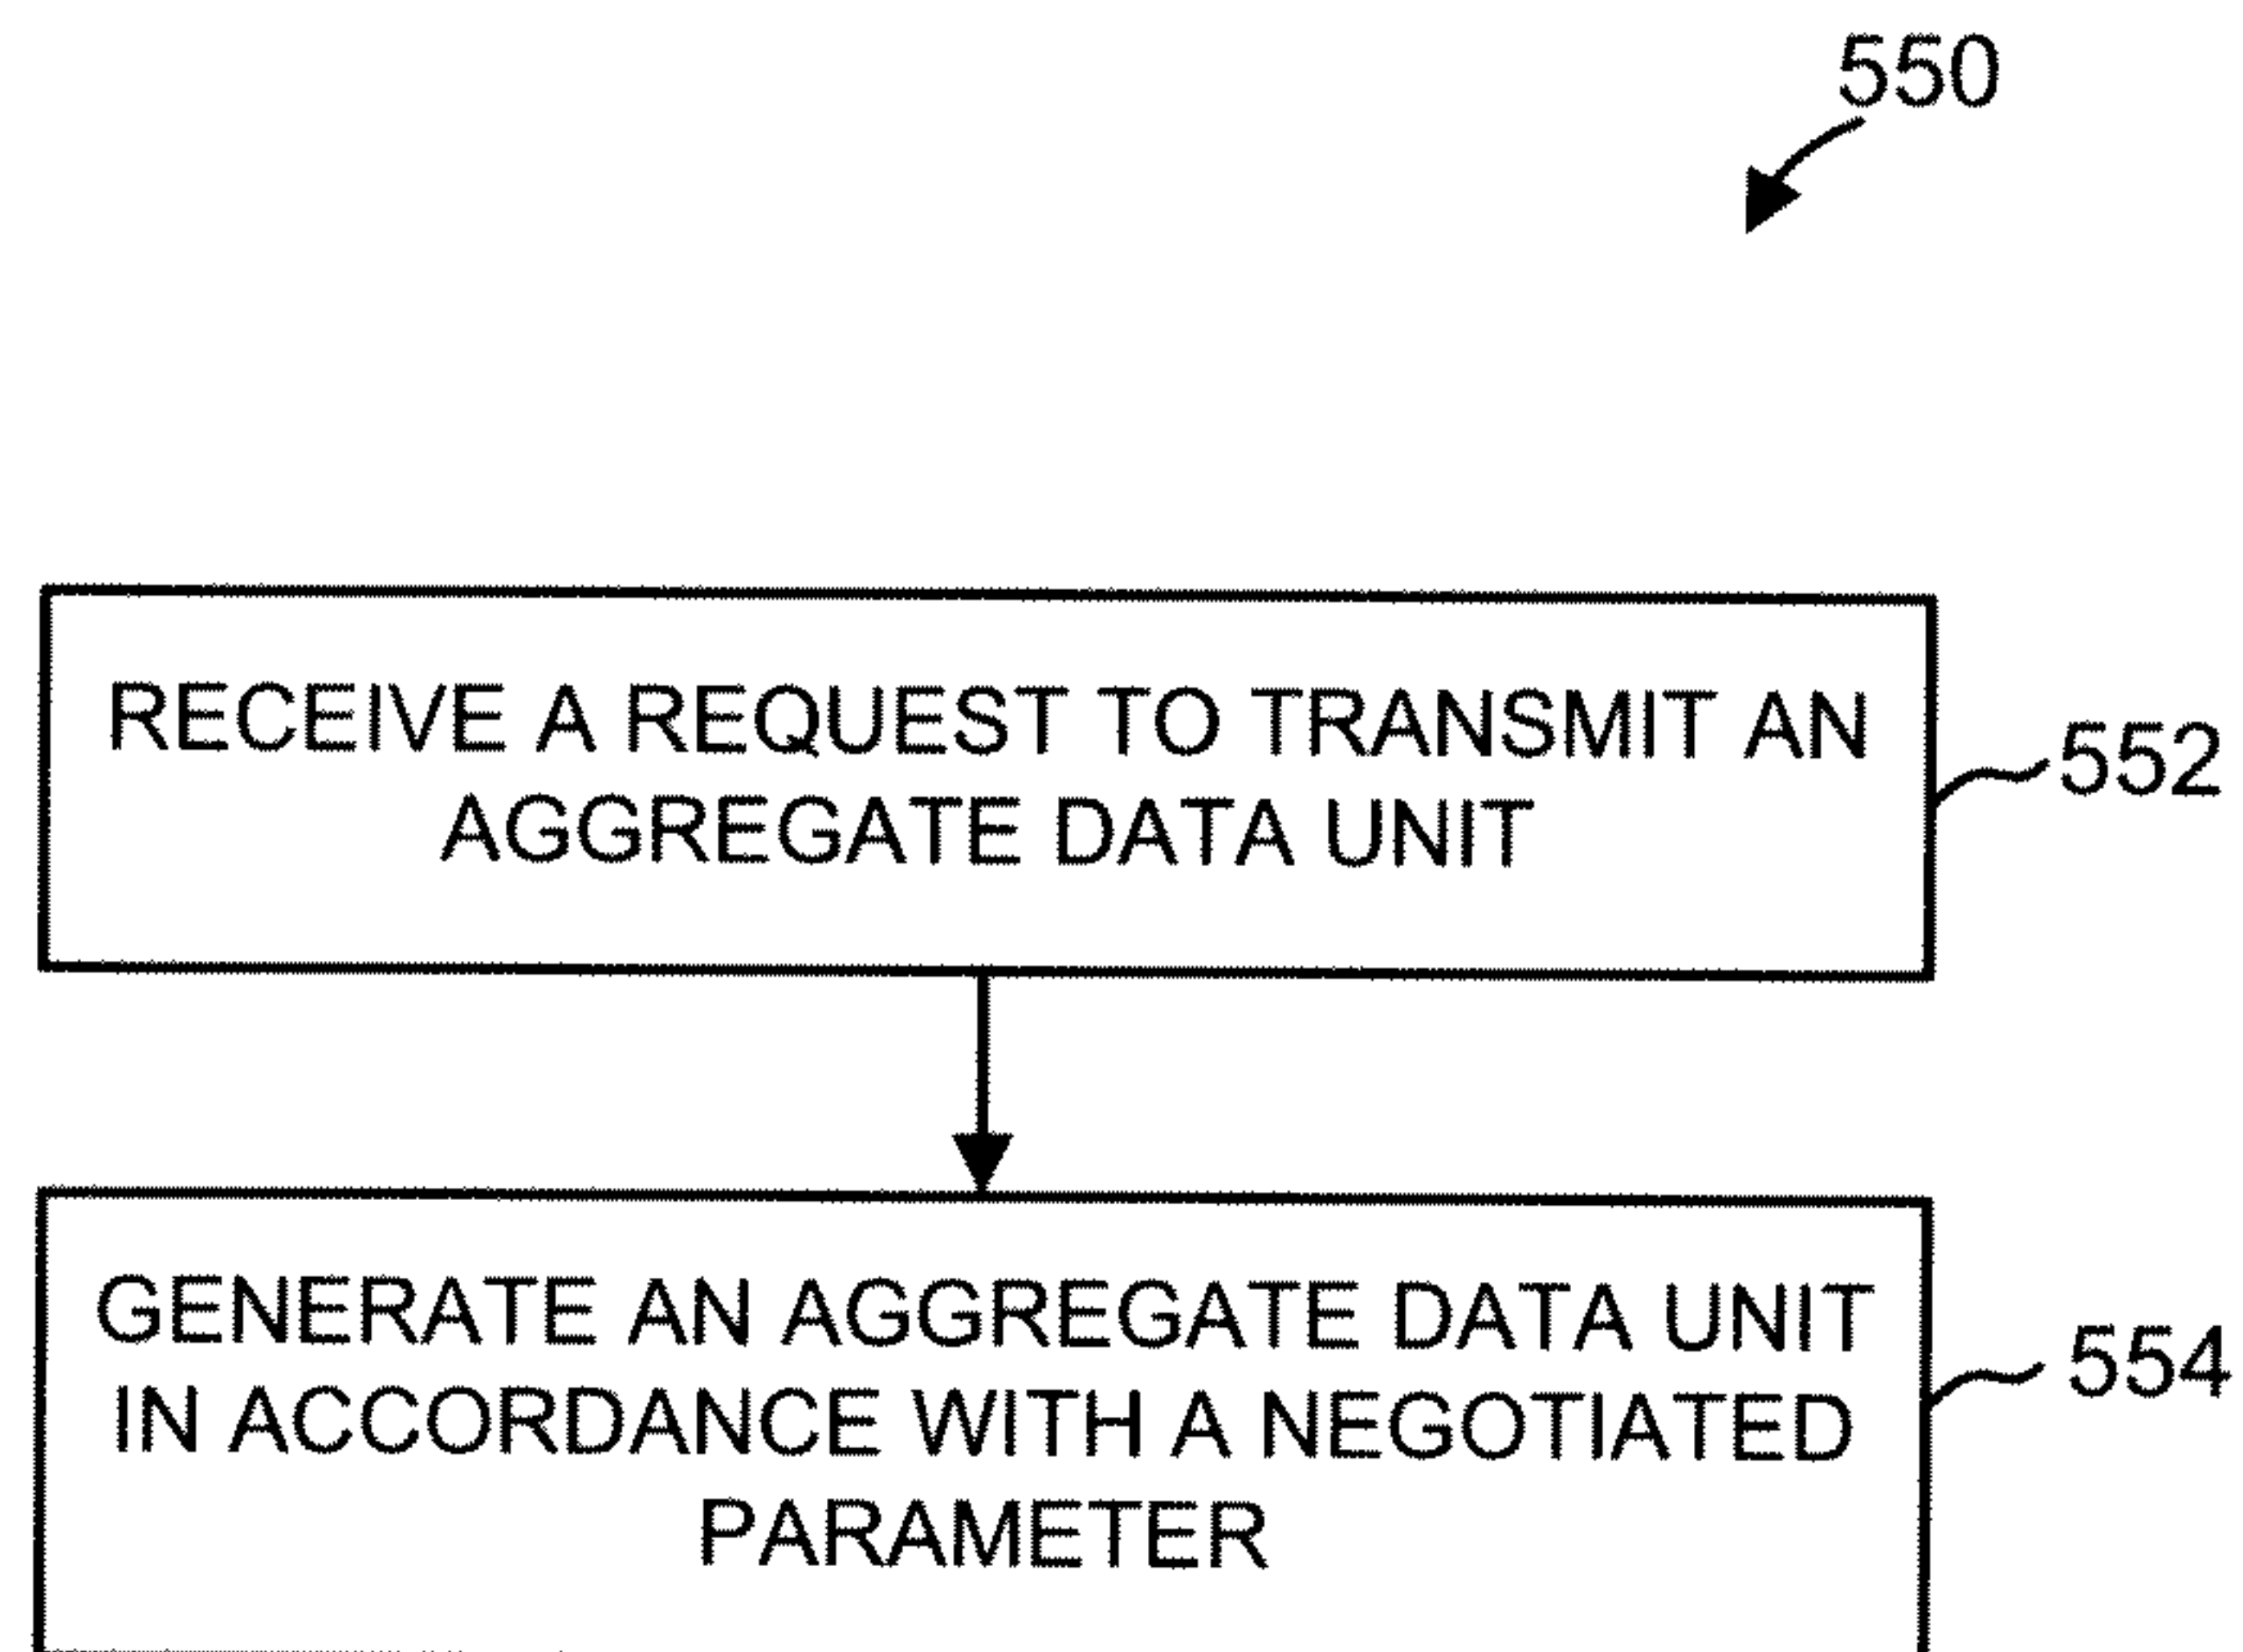 550
RECEIVE A REQUEST TO TRANSMIT AN
AGGREGATE DATA UNIT
552
GENERATE AN AGGREGATE DATA UNIT
IN ACCORDANCE WITH A NEGOTIATED
PARAMETER
554